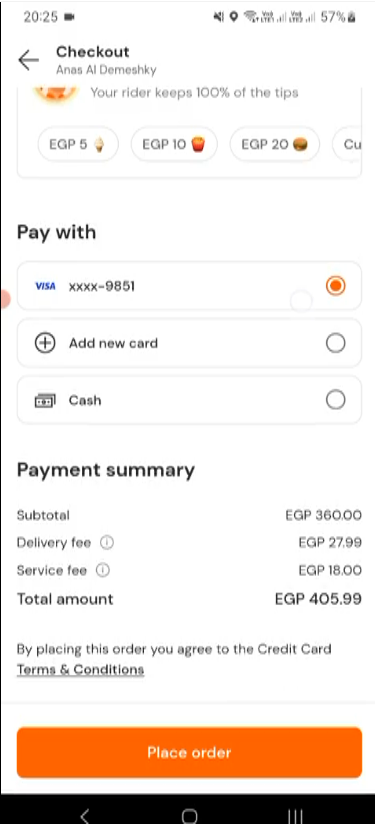 20:25 57%
Checkout
Anas Al Demeshky
Your rider keeps 100% of the tips
EGP 5 EGP 10 EGP 20 Cu
Pay with
VISA xxxx-9851
Add new card
Cash
Payment summary
Subtotal EGP 360.00
Delivery fee EGP 27.99
Service fee EGP 18.00
Total amount EGP 405.99
By placing this order you agree to the Credit Card
Terms & Conditions
Place order